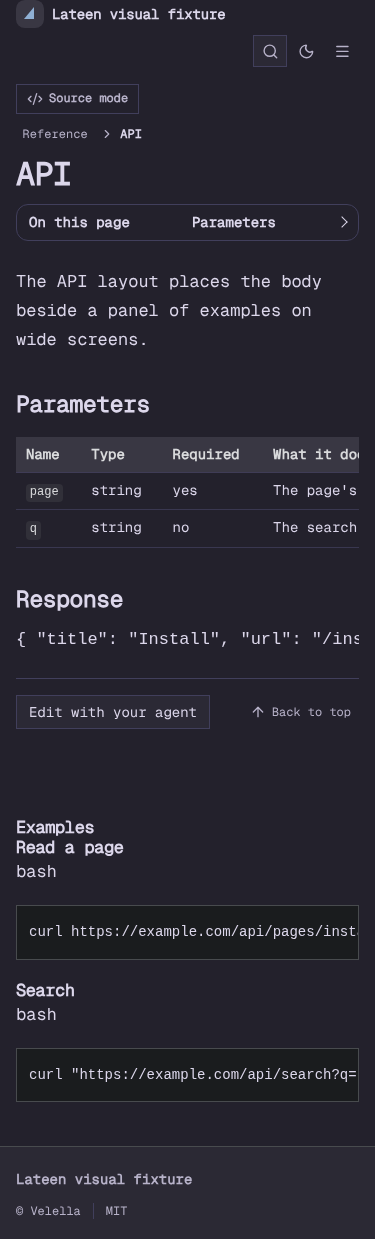 Lateen visual fixture
Source mode
Reference > API
API
On this page Parameters
The API layout places the body
beside a panel of examples on
wide screens.
Parameters
Name Type Required What it
page string yes The page's
q string no The search
Response
{ "title": "Install", "url":
Edit with your agent
Back to top
Examples
Read a page
bash
curl https://example.com/api/pages/
Search
bash
curl "https://example.com/api/search?q=
Lateen visual fixture
© Velella MIT